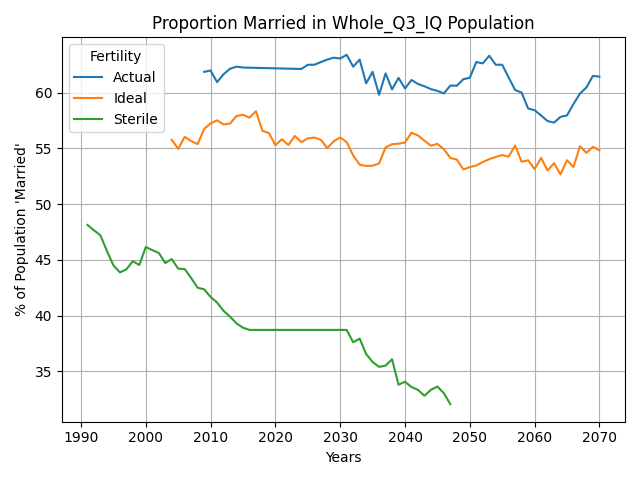 Proportion Married in Whole_Q3_IQ Population
Fertility
Actual
Ideal
Sterile
% of Population 'Married'
60
55
50
45
40
35
1990 2000 2010 2020 2030 2040 2050 2060 2070
Years